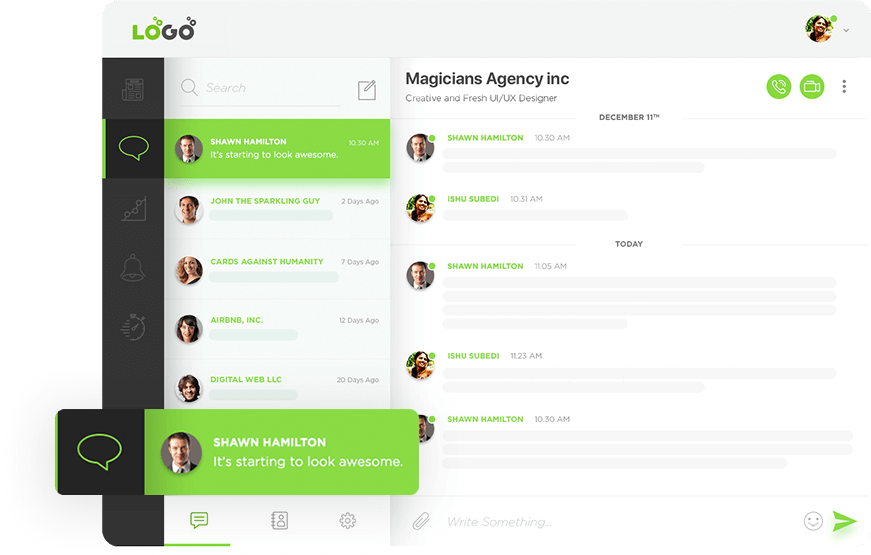 LOGO
Search
SHAWN HAMILTON 10.30 AM
It's starting to look awesome.
JOHN THE SPARKLING GUY 2 Days Ago
CARDS AGAINST HUMANITY 7 Days Ago
AIRBNB, INC. 12 Days Ago
DIGITAL WEB LLC 20 Days Ago
SHAWN HAMILTON
It's starting to look awesome.
Magicians Agency inc
Creative and Fresh UI/UX Designer
DECEMBER 11TH
SHAWN HAMILTON 10.30 AM
ISHU SUBEDI 10.31 AM
TODAY
SHAWN HAMILTON 11.05 AM
ISHU SUBEDI 11.23 AM
SHAWN HAMILTON 10.30 AM
Write Something...